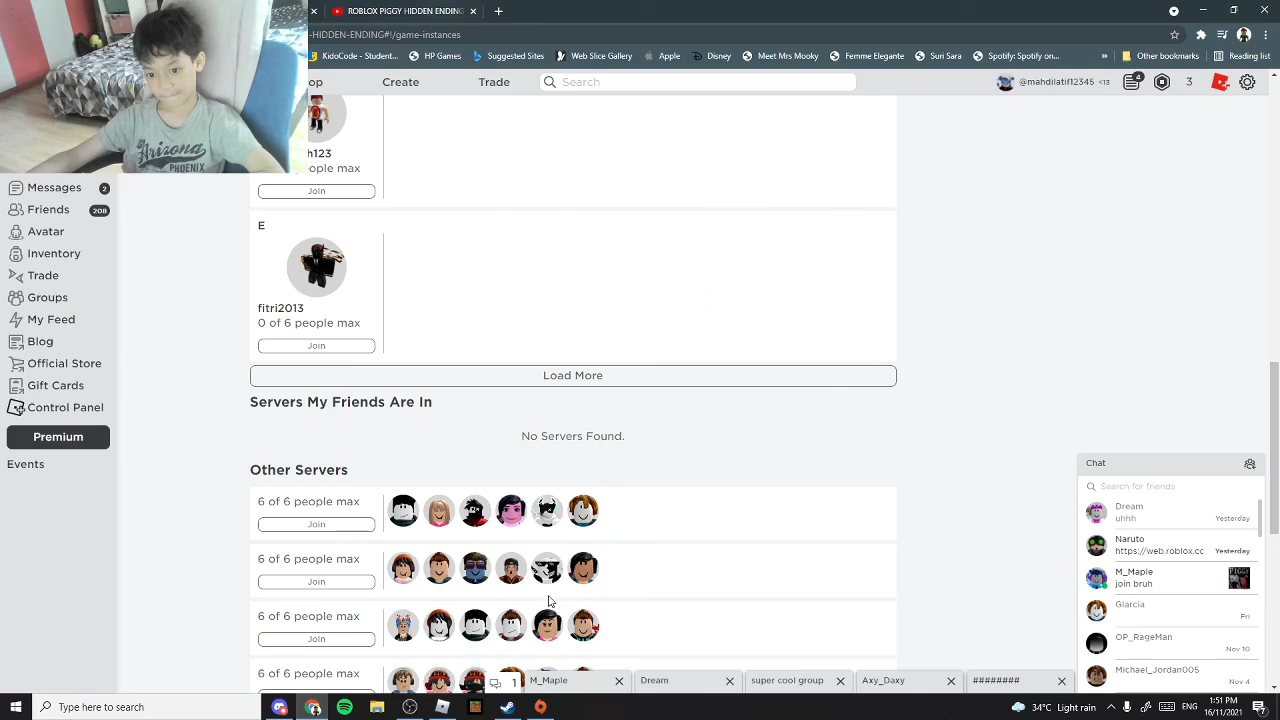 ROBLOX PIGGY HIDDEN ENDING
-HIDDEN-ENDING#!/game-instances
KidoCode - Student... HP Games Suggested Sites Web Slice Gallery Apple Disney Meet Mrs Mooky Femme Elegante Suri Sara Spotify: Spotify on... Other bookmarks Reading list
op Create Trade Search @mahdilatif12345 <13 4 3
Arizona
PHOENIX
h123
ople max
Join
Messages 2
Friends 208
Avatar
Inventory
Trade
Groups
My Feed
Blog
Official Store
Gift Cards
Control Panel
Premium
Events
E
fitri2013
0 of 6 people max
Join
Load More
Servers My Friends Are In
No Servers Found.
Other Servers
6 of 6 people max
Join
6 of 6 people max
Join
6 of 6 people max
Join
6 of 6 people max
Chat
Search for friends
Dream
uhhh Yesterday
Naruto
https://web.roblox.cc Yesterday
M_Maple
join bruh
Glarcia
Fri
OP_RageMan
Nov 10
Michael_Jordan005
Nov 4
1 M_Maple Dream super cool group Axy_Daxy ########
Type here to search
34°C Light rain
1:51 PM
16/11/2021